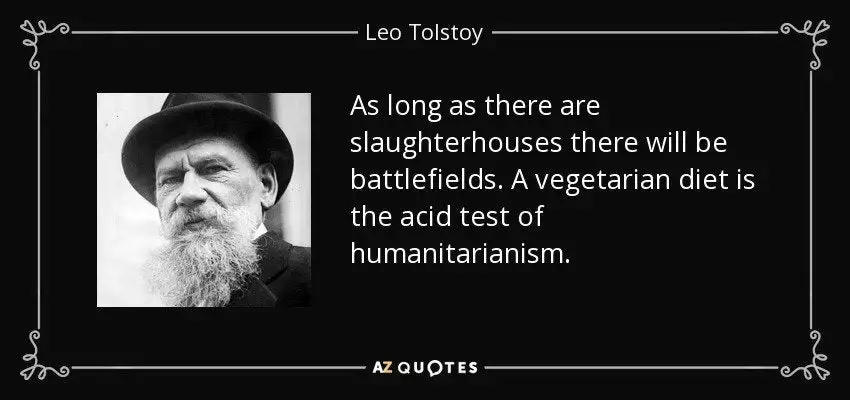 Leo Tolstoy
As long as there are
slaughterhouses there will be
battlefields. A vegetarian diet is
the acid test of
humanitarianism.
AZ QUOTES